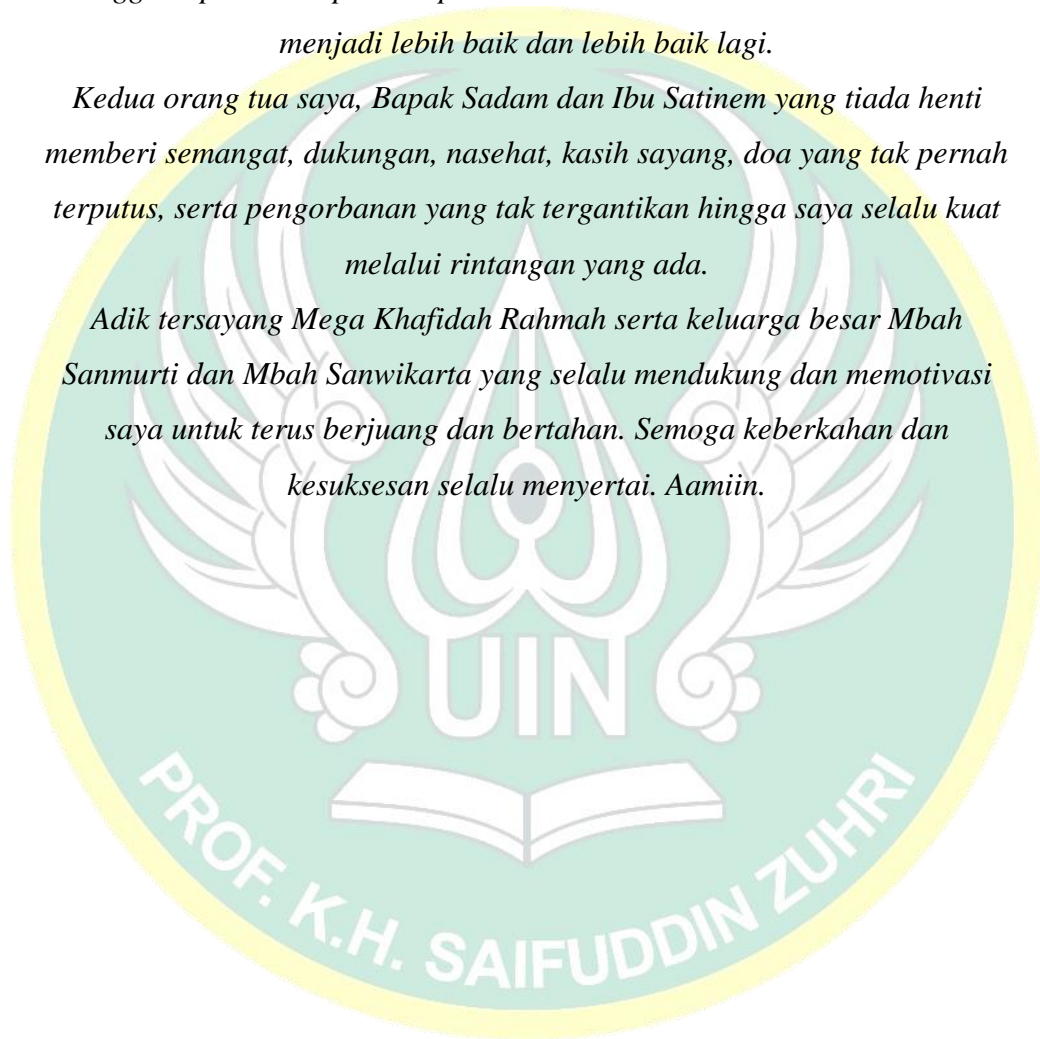 menjadi lebih baik dan lebih baik lagi.
Kedua orang tua saya, Bapak Sadam dan Ibu Satinem yang tiada henti
memberi semangat, dukungan, nasehat, kasih sayang, doa yang tak pernah
terputus, serta pengorbanan yang tak tergantikan hingga saya selalu kuat
melalui rintangan yang ada.
Adik tersayang Mega Khafidah Rahmah serta keluarga besar Mbah
Sanmurti dan Mbah Sanwikarta yang selalu mendukung dan memotivasi
saya untuk terus berjuang dan bertahan. Semoga keberkahan dan
kesuksesan selalu menyertai. Aamiin.
UIN
PROF. K.H. SAIFUDDIN ZUHRI